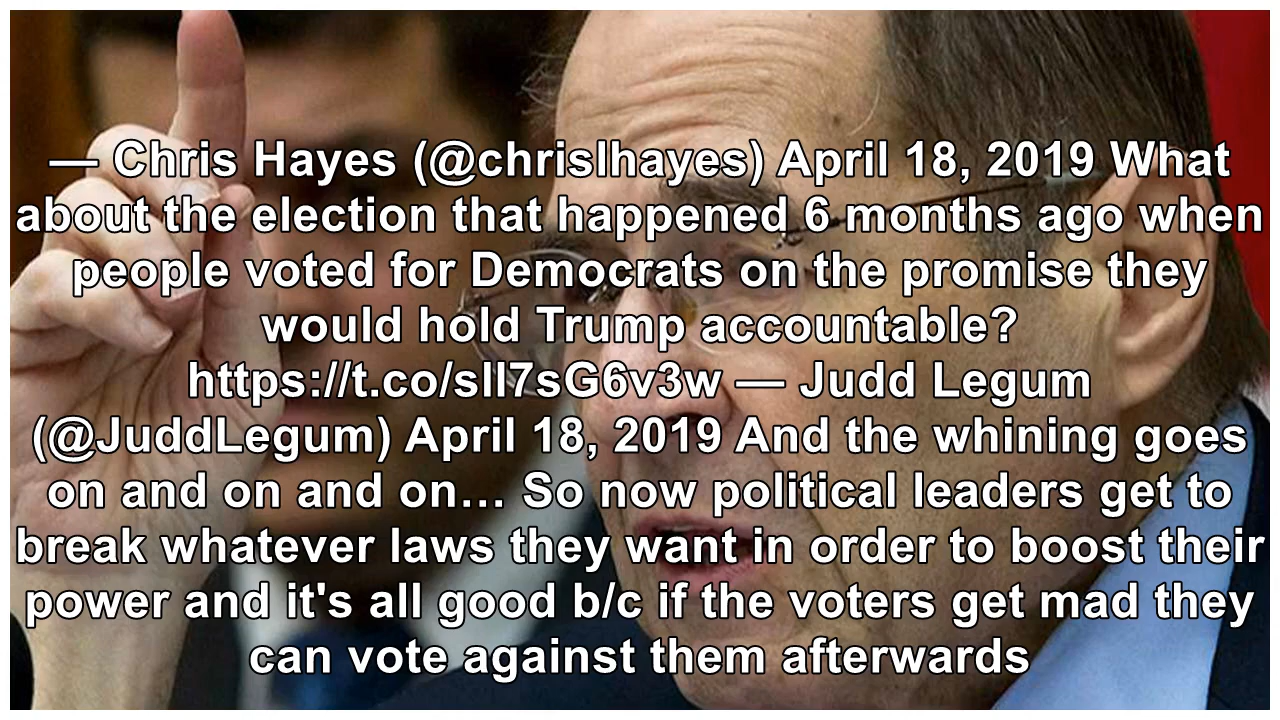 — Chris Hayes (@chrislhayes) April 18, 2019 What
about the election that happened 6 months ago when
people voted for Democrats on the promise they
would hold Trump accountable?
https://t.co/sII7sG6v3w — Judd Legum
(@JuddLegum) April 18, 2019 And the whining goes
on and on and on… So now political leaders get to
break whatever laws they want in order to boost their
power and it's all good b/c if the voters get mad they
can vote against them afterwards